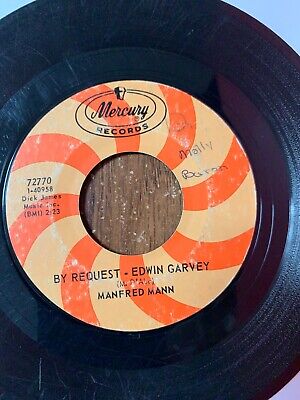 Mercury
RECORDS
Molly
72770
1-40958
Dick James
Music Inc.
(BMI) 2:23
BY REQUEST - EDWIN GARVEY
MANFRED MANN